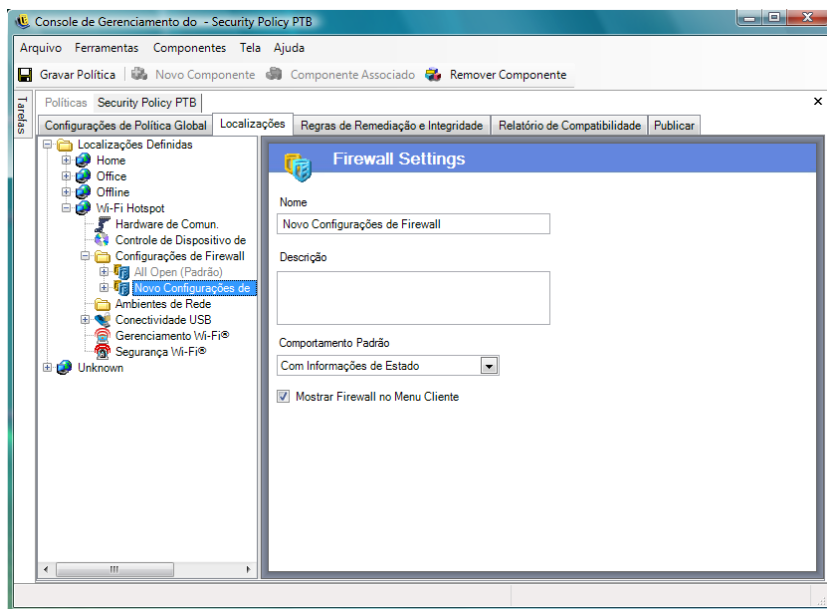 Console de Gerenciamento do - Security Policy PTB
Arquivo Ferramentas Componentes Tela Ajuda
Gravar Política Novo Componente Componente Associado Remover Componente
Tarefas
Políticas Security Policy PTB
Configurações de Política Global Localizações Regras de Remediação e Integridade Relatório de Compatibilidade Publicar
Localizações Definidas
Home
Office
Offline
Wi-Fi Hotspot
Hardware de Comun.
Controle de Dispositivo de
Configurações de Firewall
All Open (Padrão)
Novo Configurações de
Ambientes de Rede
Conectividade USB
Gerenciamento Wi-Fi®
Segurança Wi-Fi®
Unknown
Firewall Settings
Nome
Novo Configurações de Firewall
Descrição
Comportamento Padrão
Com Informações de Estado
Mostrar Firewall no Menu Cliente